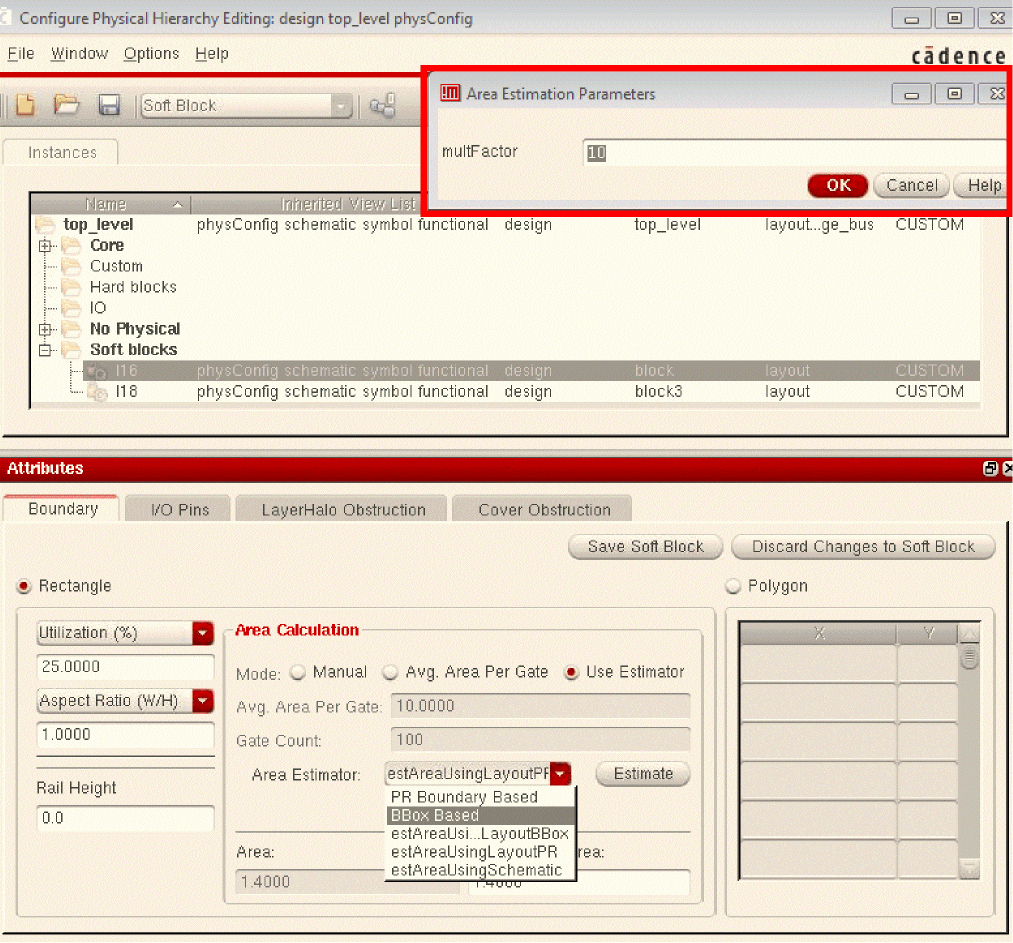 Configure Physical Hierarchy Editing: design top_level physConfig
File Window Options Help
cādence
Soft Block
Area Estimation Parameters
multFactor 10
OK Cancel Help
Instances
Name Inherited View List
top_level physConfig schematic symbol functional design top_level layout...ge_bus CUSTOM
Core
Custom
Hard blocks
IO
No Physical
Soft blocks
I16 physConfig schematic symbol functional design block layout CUSTOM
I18 physConfig schematic symbol functional design block3 layout CUSTOM
Attributes
Boundary I/O Pins LayerHalo Obstruction Cover Obstruction
Save Soft Block Discard Changes to Soft Block
Rectangle Polygon
Utilization (%) Area Calculation X Y
25.0000 Mode: Manual Avg. Area Per Gate Use Estimator
Aspect Ratio (W/H) Avg. Area Per Gate: 10.0000
1.0000 Gate Count: 100
Area Estimator: estAreaUsingLayoutPR Estimate
Rail Height PR Boundary Based
0.0 BBox Based
estAreaUsi...LayoutBBox
Area: estAreaUsingLayoutPR rea:
estAreaUsingSchematic
1.4000 1.4000